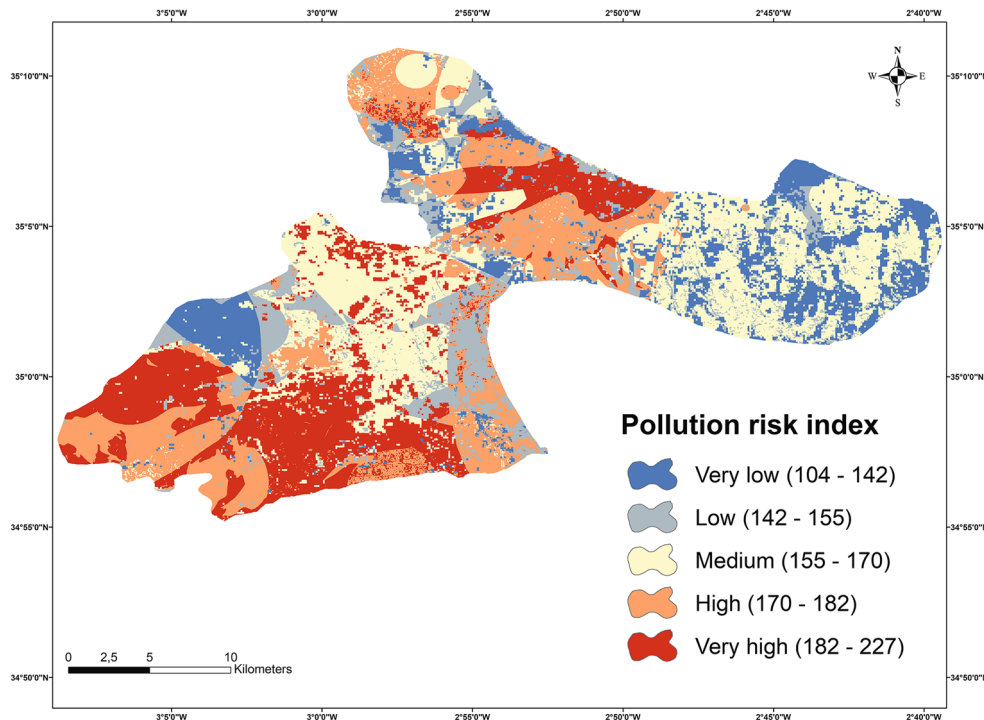 3°5'0"W 3°0'0"W 2°55'0"W 2°50'0"W 2°45'0"W 2°40'0"W
35°10'0"N 35°10'0"N
N
W E
S
35°5'0"N 35°5'0"N
35°0'0"N 35°0'0"N
Pollution risk index
Very low (104 - 142)
Low (142 - 155)
34°55'0"N 34°55'0"N
Medium (155 - 170)
High (170 - 182)
Very high (182 - 227)
0 2,5 5 10
Kilometers
34°50'0"N 34°50'0"N
3°5'0"W 3°0'0"W 2°55'0"W 2°50'0"W 2°45'0"W 2°40'0"W